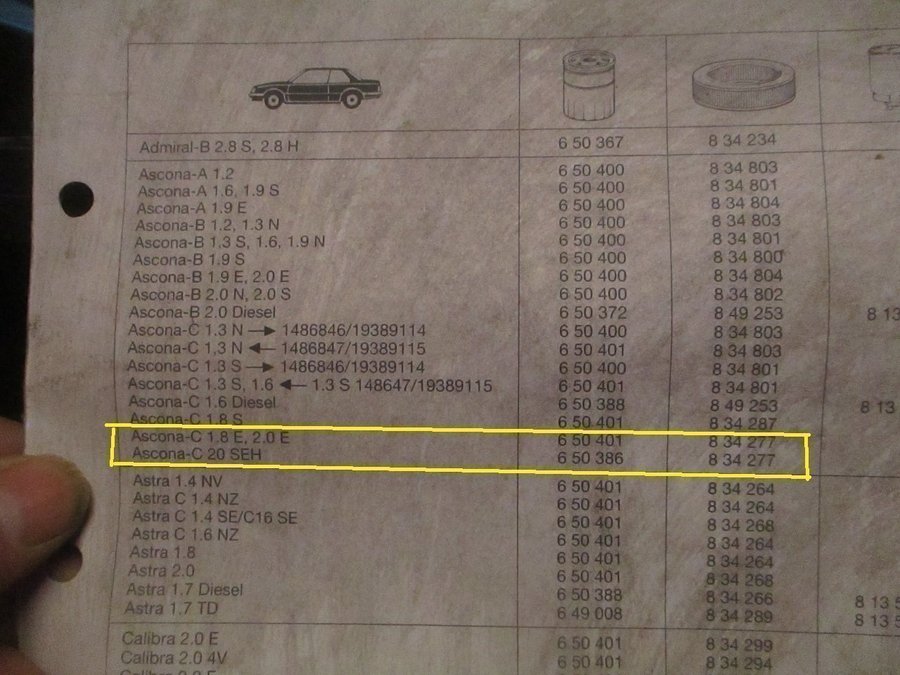 Admiral-B 2.8 S, 2.8 H 6 50 367 8 34 234
Ascona-A 1.2 6 50 400 8 34 803
Ascona-A 1.6, 1.9 S 6 50 400 8 34 801
Ascona-A 1.9 E 6 50 400 8 34 804
Ascona-B 1.2, 1.3 N 6 50 400 8 34 803
Ascona-B 1.3 S, 1.6, 1.9 N 6 50 400 8 34 801
Ascona-B 1.9 S 6 50 400 8 34 800
Ascona-B 1.9 E, 2.0 E 6 50 400 8 34 804
Ascona-B 2.0 N, 2.0 S 6 50 400 8 34 802
Ascona-B 2.0 Diesel 6 50 372 8 49 253 8 13
Ascona-C 1.3 N → 1486846/19389114 6 50 400 8 34 803
Ascona-C 1,3 N ← 1486847/19389115 6 50 401 8 34 803
Ascona-C 1.3 S → 1486846/19389114 6 50 400 8 34 801
Ascona-C 1.3 S, 1.6 ← 1.3 S 148647/19389115 6 50 401 8 34 801
Ascona-C 1.6 Diesel 6 50 388 8 49 253 8 13
Ascona-C 1.8 S 6 50 401 8 34 287
Ascona-C 1.8 E, 2.0 E 6 50 401 8 34 277
Ascona-C 20 SEH 6 50 386 8 34 277
Astra 1.4 NV 6 50 401 8 34 264
Astra C 1.4 NZ 6 50 401 8 34 264
Astra C 1.4 SE/C16 SE 6 50 401 8 34 268
Astra C 1.6 NZ 6 50 401 8 34 264
Astra 1.8 6 50 401 8 34 264
Astra 2.0 6 50 401 8 34 268
Astra 1.7 Diesel 6 50 388 8 34 266 8 13 5
Astra 1.7 TD 6 49 008 8 34 289 8 13 5
Calibra 2.0 E 6 50 401 8 34 299
Calibra 2.0 4V 6 50 401 8 34 294